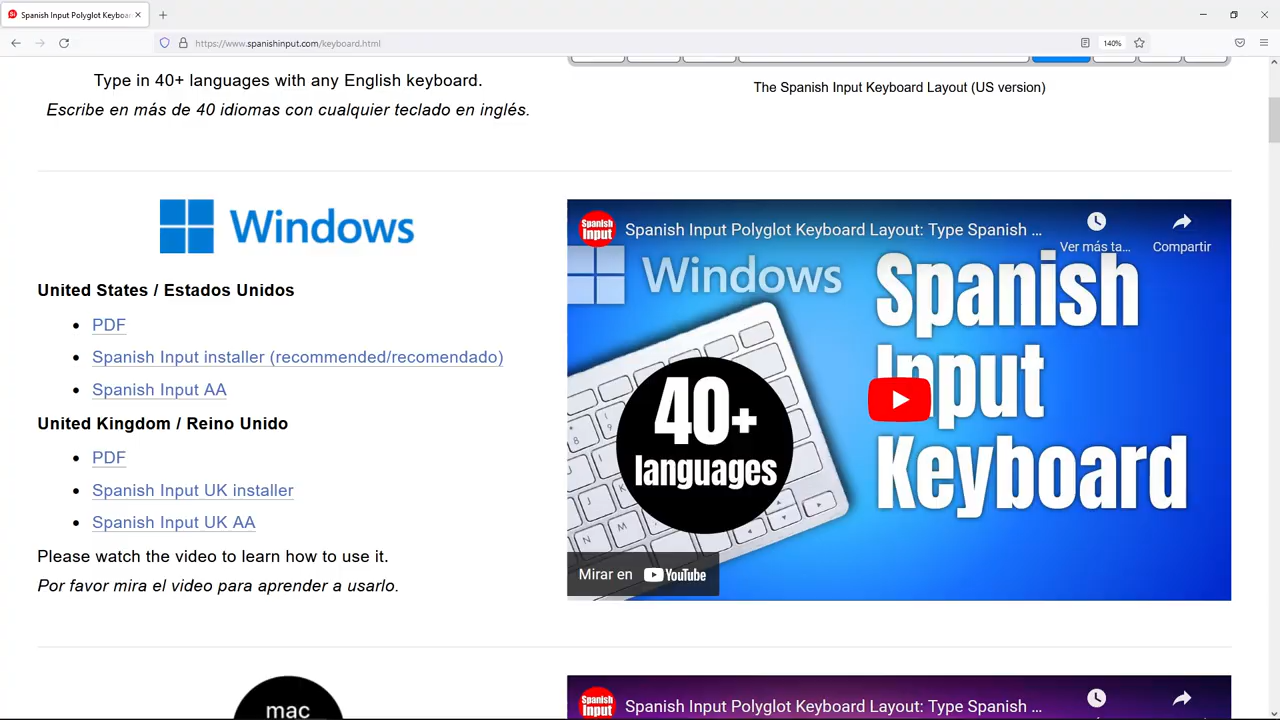 Spanish Input Polyglot Keyboar
https://www.spanishinput.com/keyboard.html
140%
Type in 40+ languages with any English keyboard.
Escribe en más de 40 idiomas con cualquier teclado en inglés.
The Spanish Input Keyboard Layout (US version)
Windows
United States / Estados Unidos
PDF
Spanish Input installer (recommended/recomendado)
Spanish Input AA
United Kingdom / Reino Unido
PDF
Spanish Input UK installer
Spanish Input UK AA
Please watch the video to learn how to use it.
Por favor mira el video para aprender a usarlo.
Spanish Input
Spanish Input Polyglot Keyboard Layout: Type Spanish ...
Ver más ta...
Compartir
Windows
Spanish
Input
Keyboard
40+
languages
Mirar en YouTube
mac
Spanish Input
Spanish Input Polyglot Keyboard Layout: Type Spanish ...